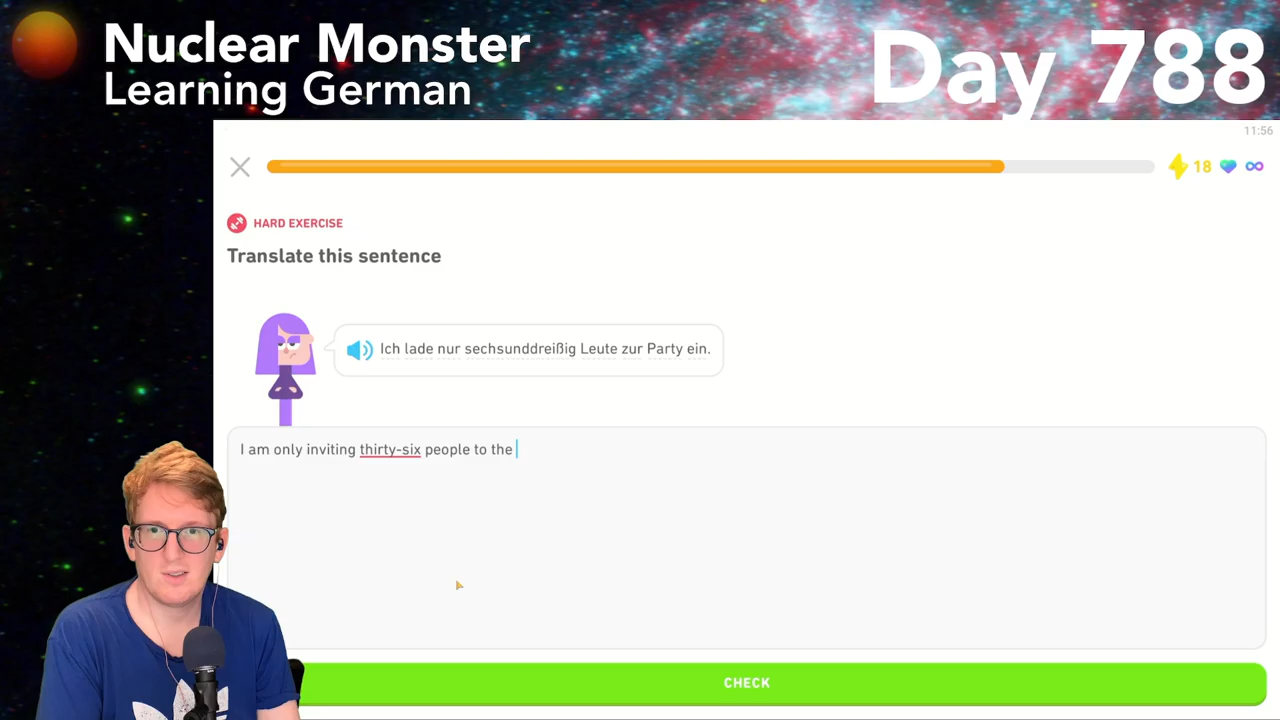 Nuclear Monster
Learning German
Day 788
11:56
18
HARD EXERCISE
Translate this sentence
Ich lade nur sechsunddreißig Leute zur Party ein.
I am only inviting thirty-six people to the
CHECK